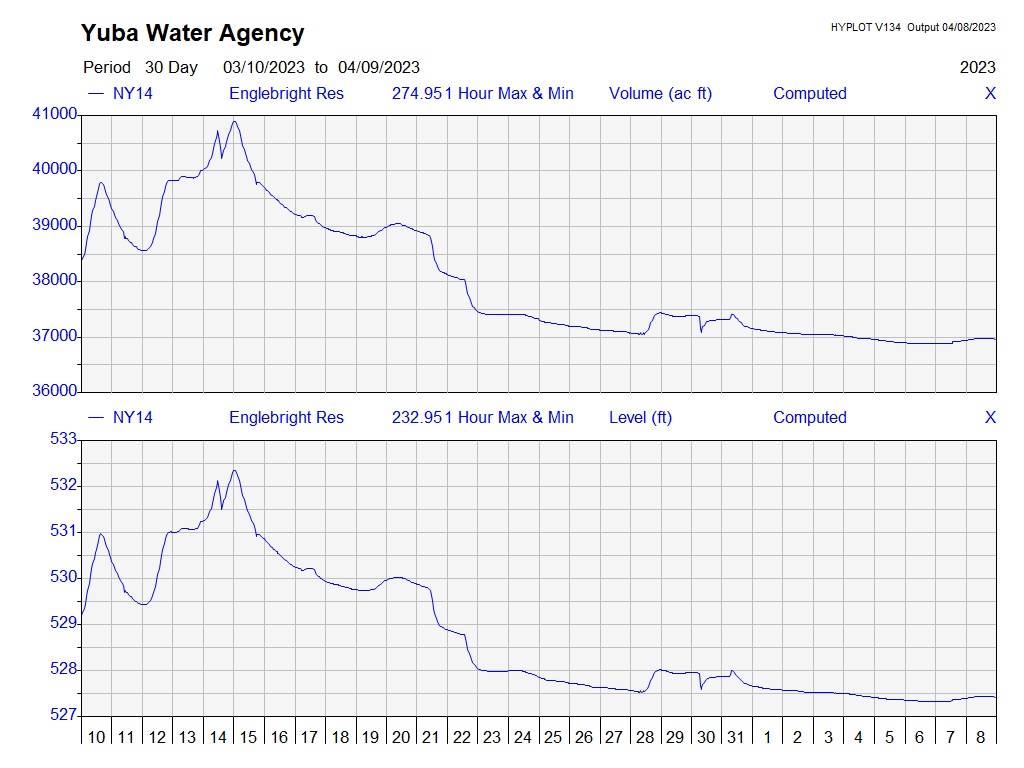 Yuba Water Agency
HYPLOT V134 Output 04/08/2023
Period 30 Day 03/10/2023 to 04/09/2023 2023
NY14 Englebright Res 274.951 Hour Max & Min Volume (ac ft) Computed X
41000
40000
39000
38000
37000
36000
NY14 Englebright Res 232.951 Hour Max & Min Level (ft) Computed X
533
532
531
530
529
528
527
10 11 12 13 14 15 16 17 18 19 20 21 22 23 24 25 26 27 28 29 30 31 1 2 3 4 5 6 7 8